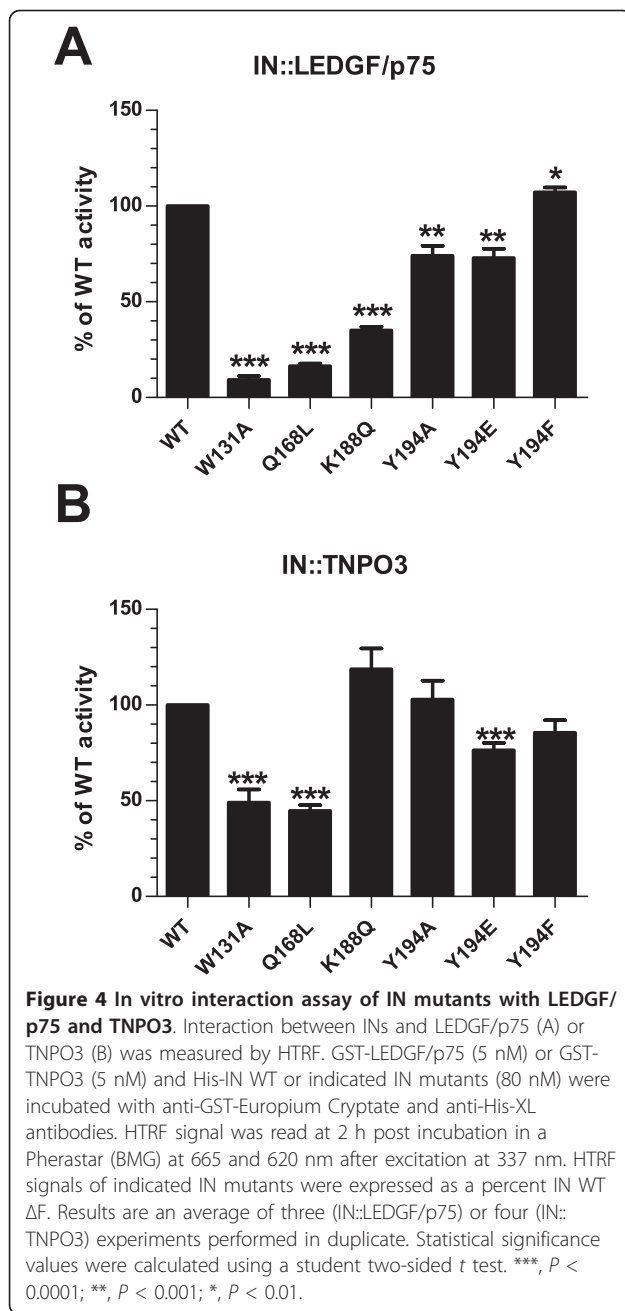 A
IN::LEDGF/p75
% of WT activity
150
100
50
0
***
***
***
**
**
*
WT
W131A
Q168L
K188Q
Y194A
Y194E
Y194F
B
IN::TNPO3
% of WT activity
150
100
50
0
***
***
***
WT
W131A
Q168L
K188Q
Y194A
Y194E
Y194F
Figure 4 In vitro interaction assay of IN mutants with LEDGF/
p75 and TNPO3. Interaction between INs and LEDGF/p75 (A) or
TNPO3 (B) was measured by HTRF. GST-LEDGF/p75 (5 nM) or GST-
TNPO3 (5 nM) and His-IN WT or indicated IN mutants (80 nM) were
incubated with anti-GST-Europium Cryptate and anti-His-XL
antibodies. HTRF signal was read at 2 h post incubation in a
Pherastar (BMG) at 665 and 620 nm after excitation at 337 nm. HTRF
signals of indicated IN mutants were expressed as a percent IN WT
ΔF. Results are an average of three (IN::LEDGF/p75) or four (IN::
TNPO3) experiments performed in duplicate. Statistical significance
values were calculated using a student two-sided t test. ***, P <
0.0001; **, P < 0.001; *, P < 0.01.